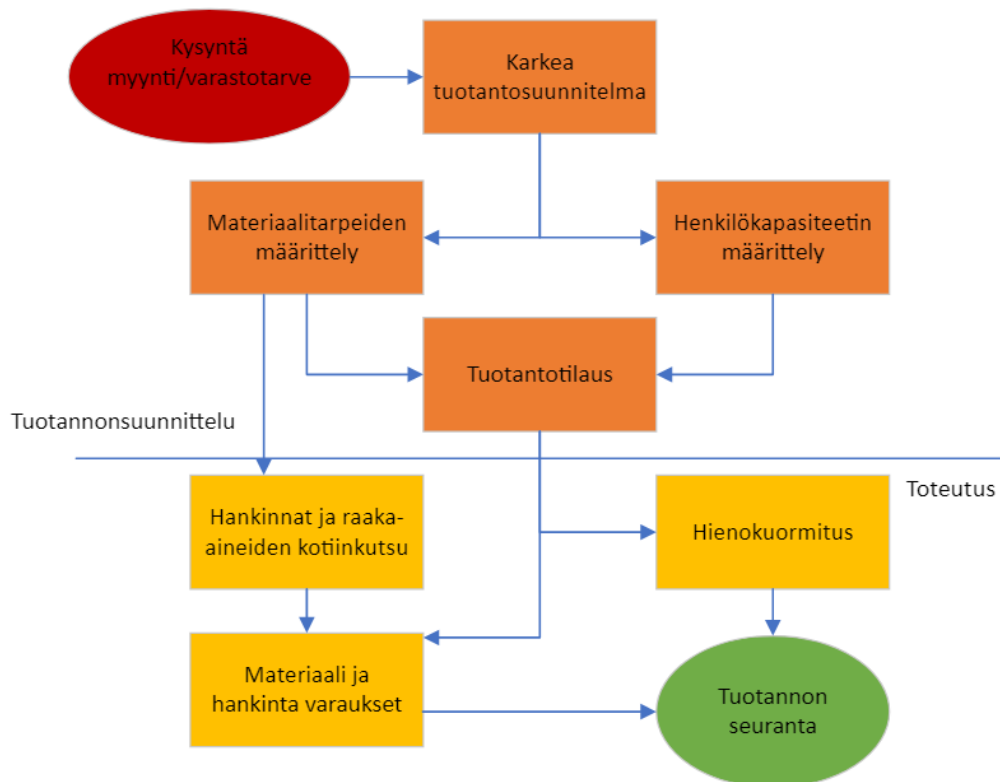 Kysyntä
myynti/varastotarve
Karkea
tuotantosuunnitelma
Materiaalitarpeiden
määrittely
Henkilökapasiteetin
määrittely
Tuotantotilaus
Tuotannonsuunnittelu
Toteutus
Hankinnat ja raaka-
aineiden kotiinkutsu
Hienokuormitus
Materiaali ja
hankinta varaukset
Tuotannon
seuranta